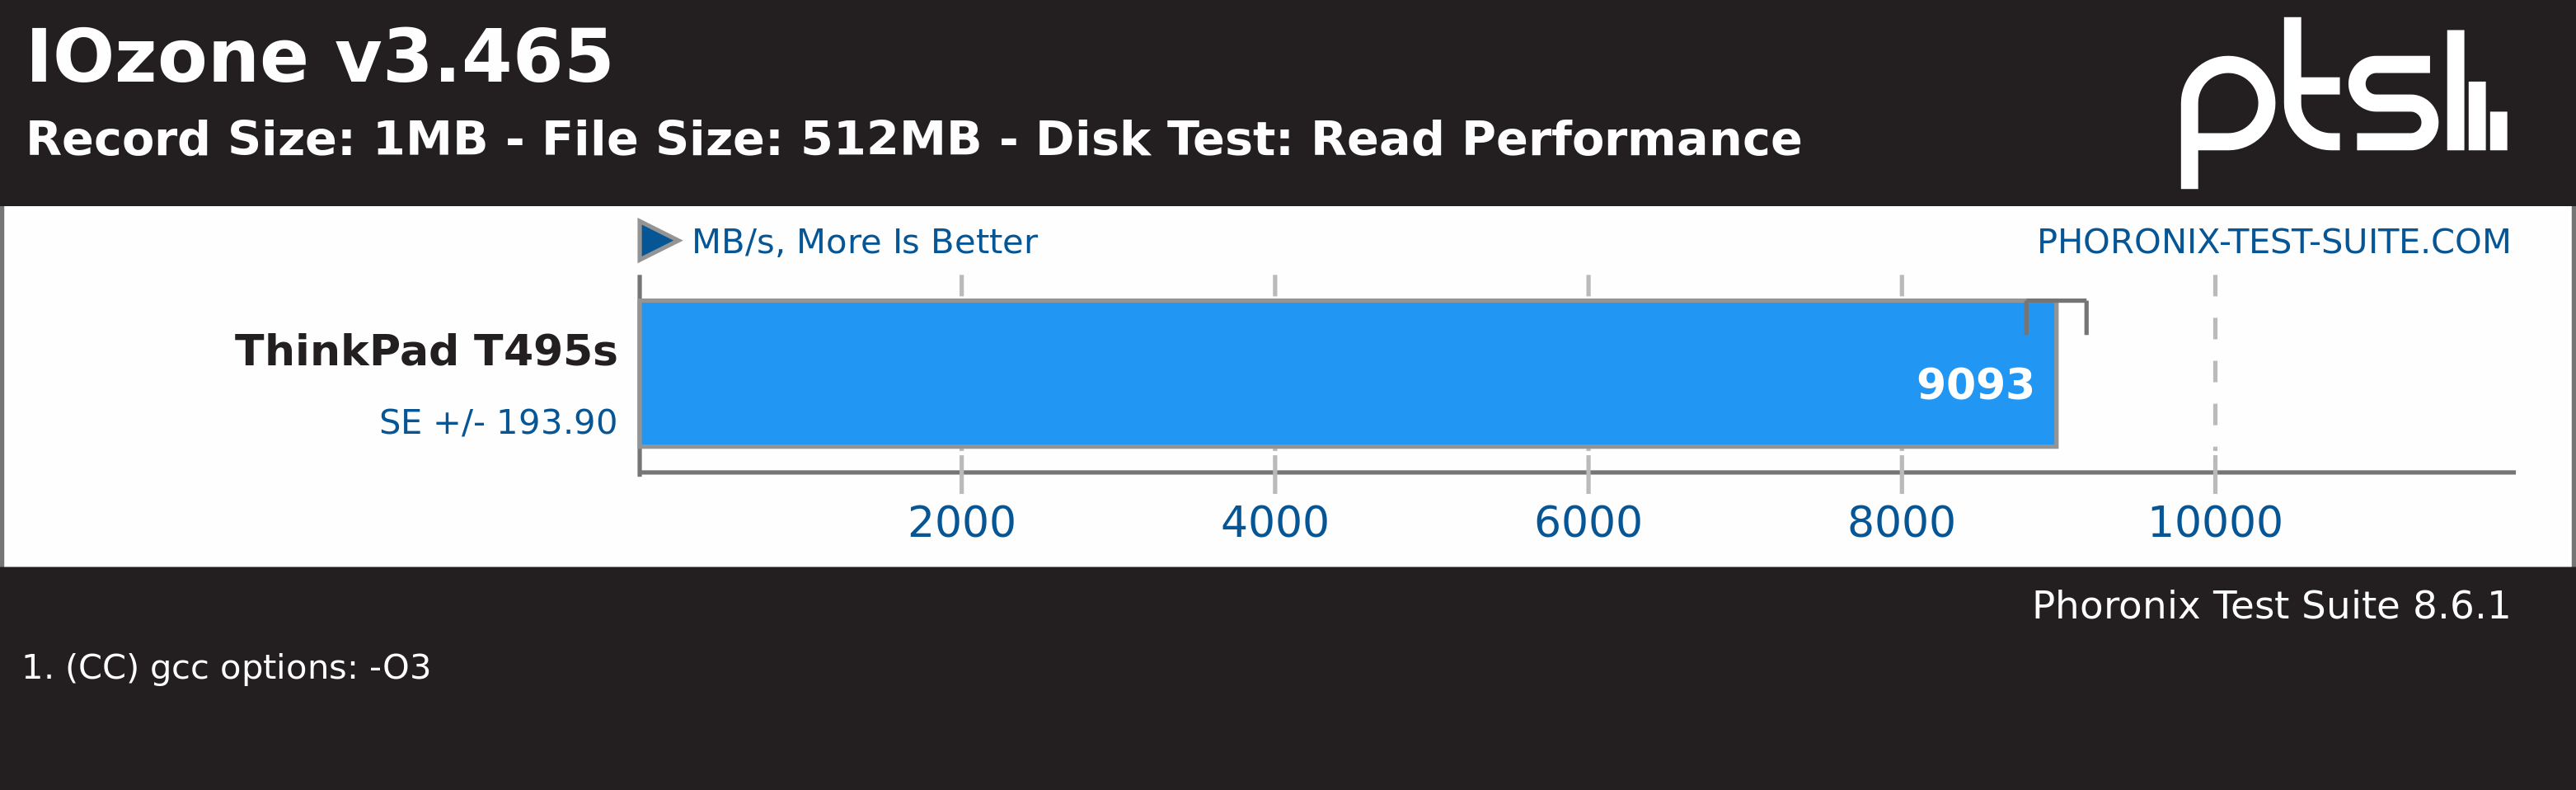 IOzone v3.465
Record Size: 1MB - File Size: 512MB - Disk Test: Read Performance
pts
MB/s, More Is Better
PHORONIX-TEST-SUITE.COM
ThinkPad T495s
SE +/- 193.90
9093
2000 4000 6000 8000 10000
Phoronix Test Suite 8.6.1
1. (CC) gcc options: -O3